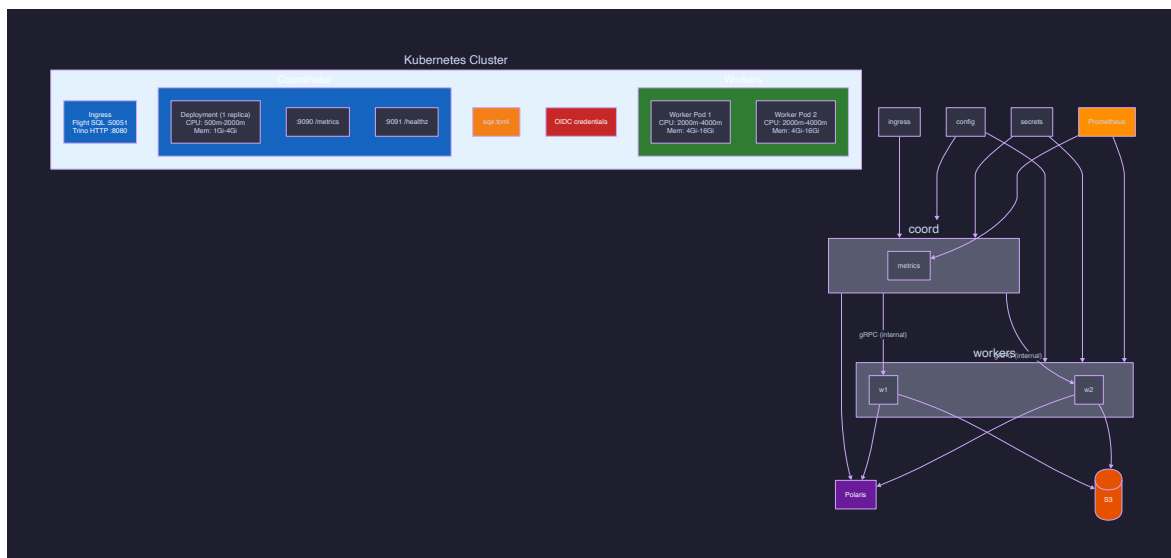 Kubernetes Cluster
Coordinator
Workers
Ingress
Flight SQL :50051
Trino HTTP :8080
Deployment (1 replica)
CPU: 500m-2000m
Mem: 1Gi-4Gi
:9090 /metrics
:9091 /healthz
sqe.toml
OIDC credentials
Worker Pod 1
CPU: 2000m-4000m
Mem: 4Gi-16Gi
Worker Pod 2
CPU: 2000m-4000m
Mem: 4Gi-16Gi
ingress
config
secrets
Prometheus
coord
metrics
gRPC (internal)
workers
gRPC (internal)
w1
w2
Polaris
S3